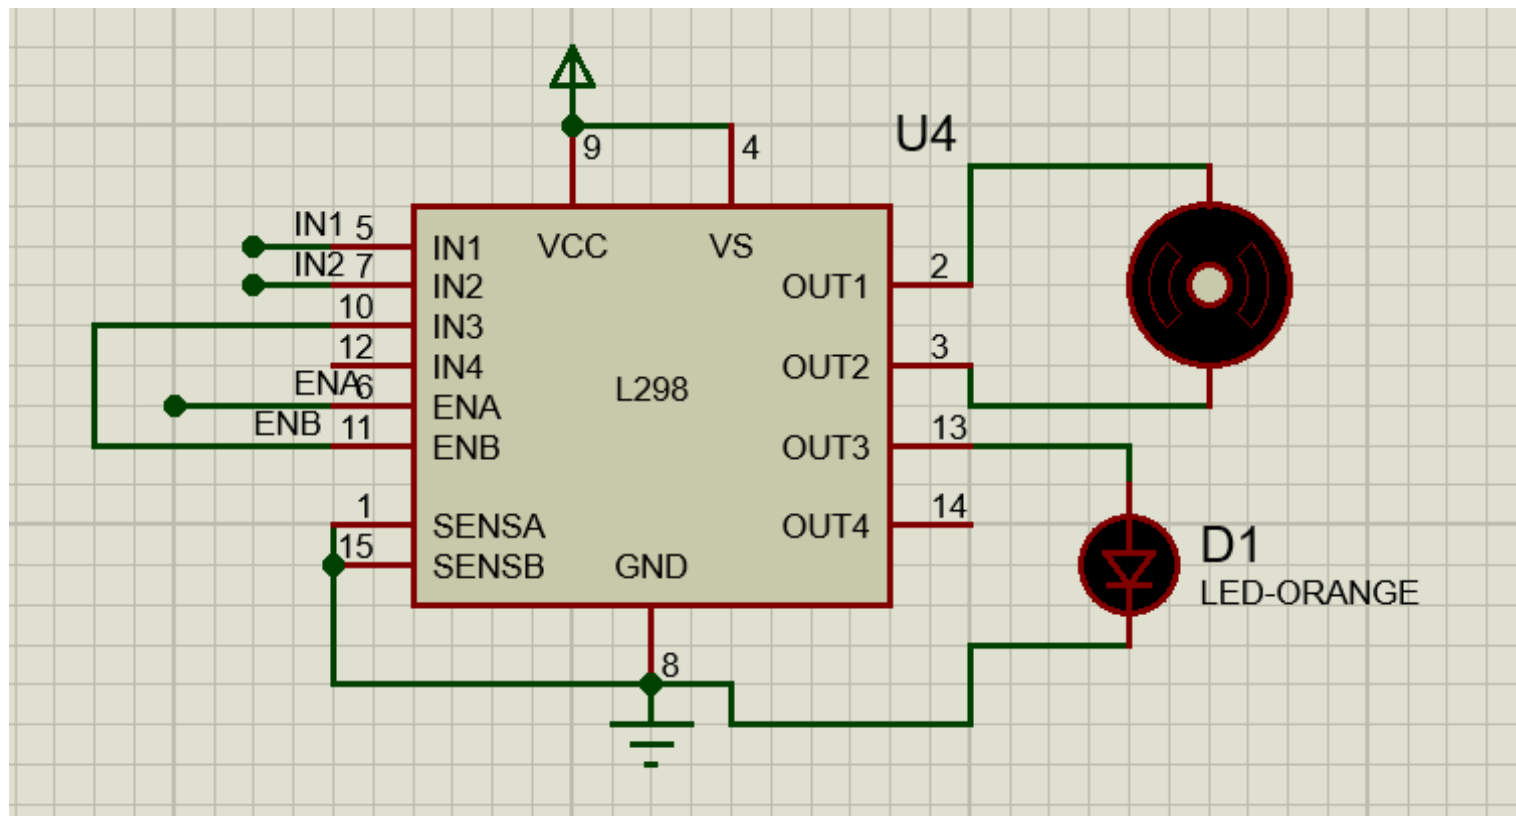 U4
9
4
IN1 5
IN1
VCC
VS
IN2 7
IN2
OUT1
2
10
IN3
12
IN4
OUT2
3
L298
ENA 6
ENA
ENB 11
ENB
OUT3
13
1
SENSA
OUT4
14
15
SENSB
GND
D1
LED-ORANGE
8